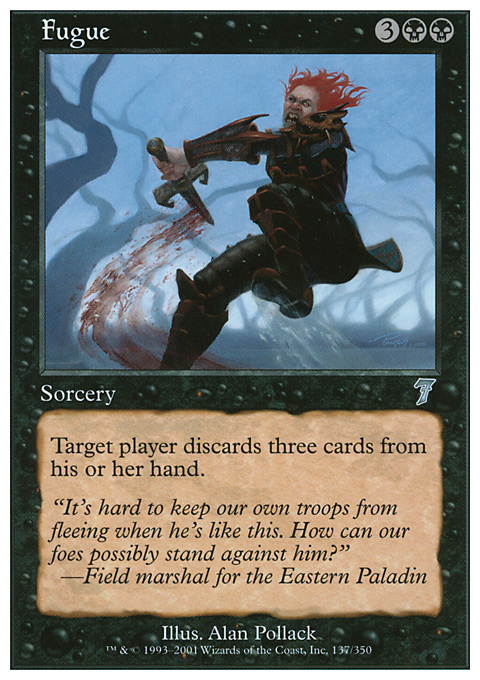 Fugue 3
Sorcery
Target player discards three cards from
his or her hand.
“It’s hard to keep our own troops from
fleeing when he’s like this. How can our
foes possibly stand against him?”
—Field marshal for the Eastern Paladin
Illus. Alan Pollack
™ & © 1993–2001 Wizards of the Coast, Inc. 137/350